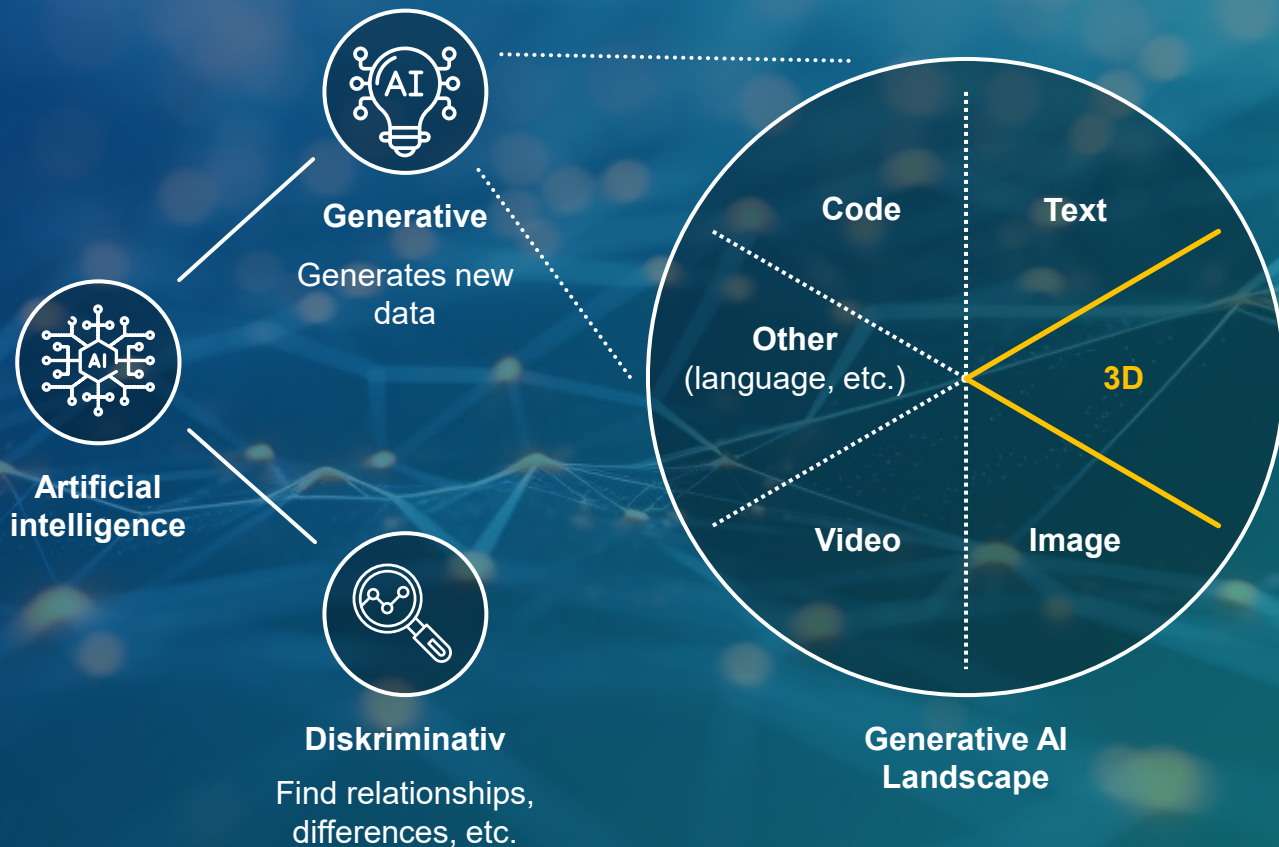 AI
Generative
Generates new
data
AI
Artificial
intelligence
Diskriminativ
Find relationships,
differences, etc.
Code
Text
Other
(language, etc.)
3D
Video
Image
Generative AI
Landscape